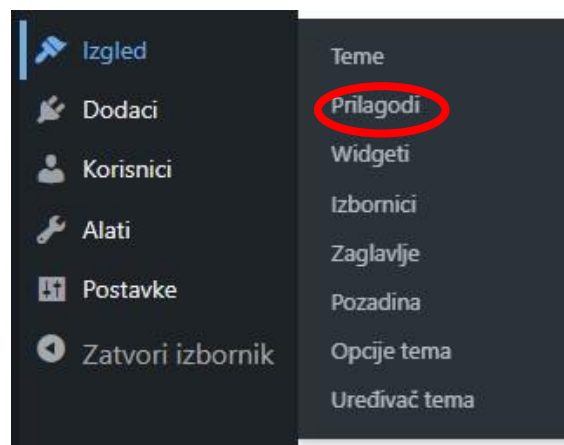 Izgled
Dodaci
Korisnici
Alati
Postavke
Zatvori izbornik
Teme
Prilagodi
Widgeti
Izbornici
Zaglavlje
Pozadina
Opcije tema
Uređivač tema